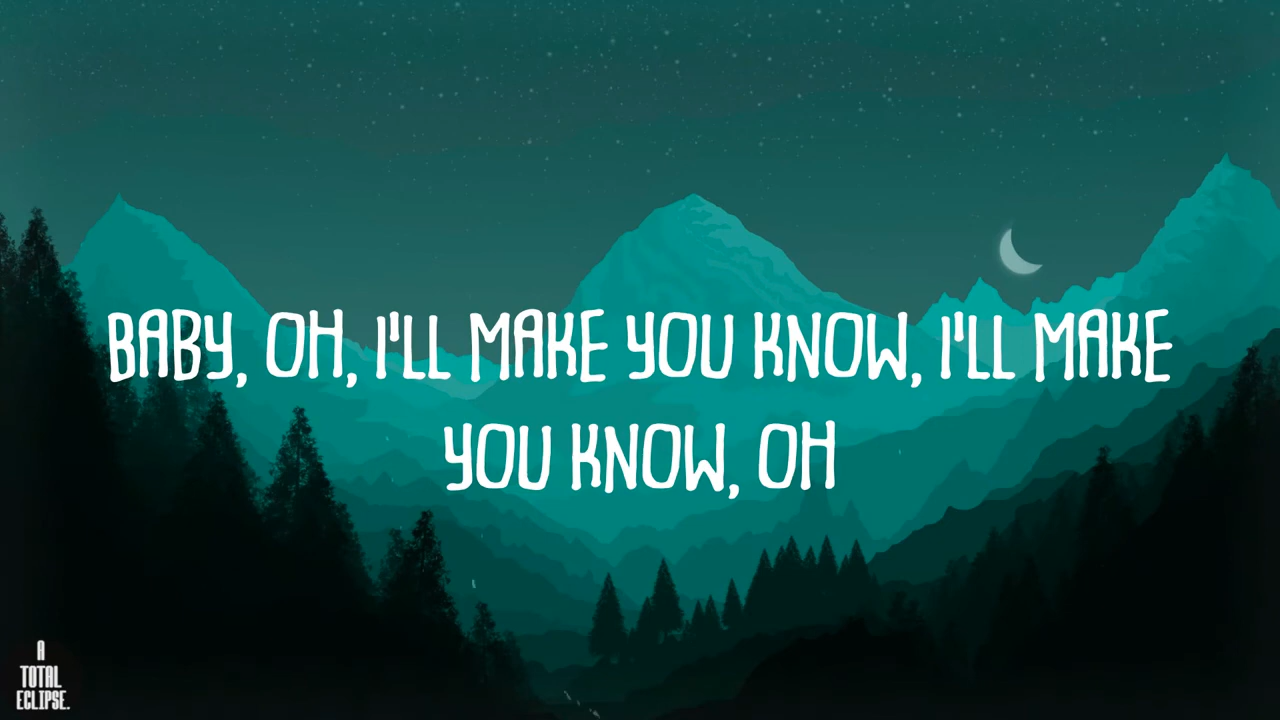 BABY, OH, I'LL MAKE YOU KNOW, I'LL MAKE
YOU KNOW, OH
A
TOTAL
ECLIPSE.